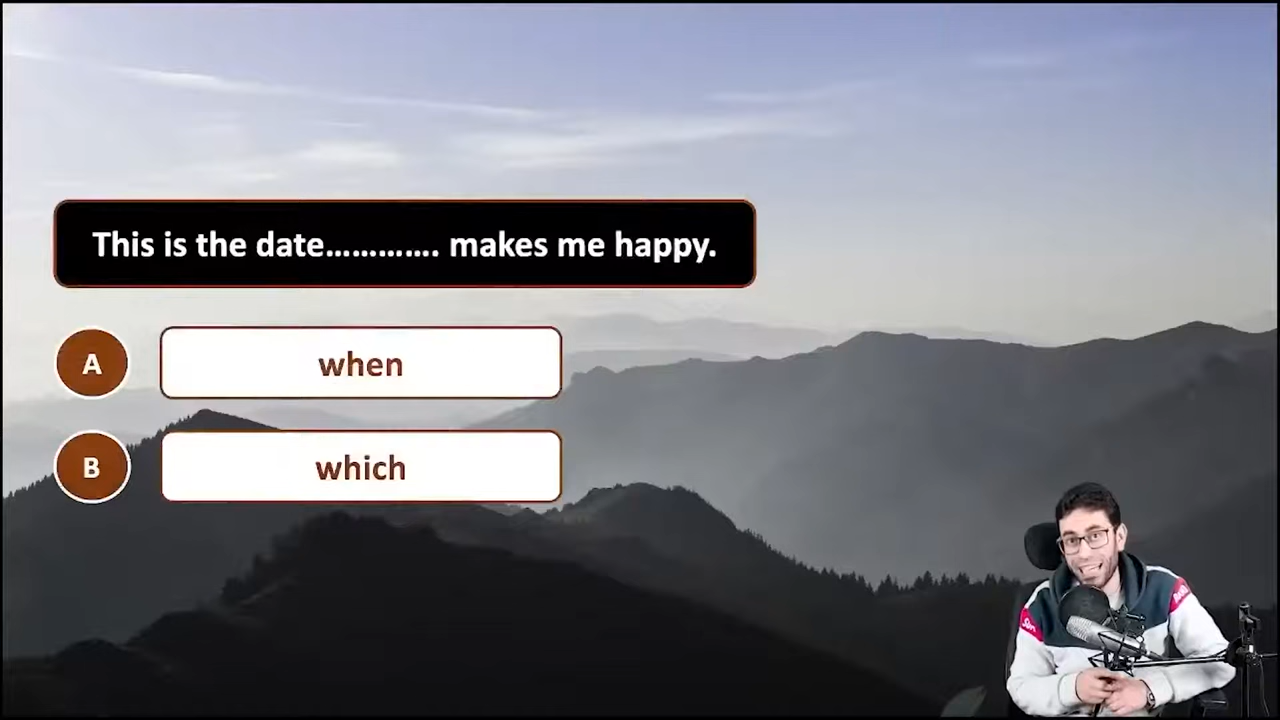 This is the date............. makes me happy.
A
when
B
which